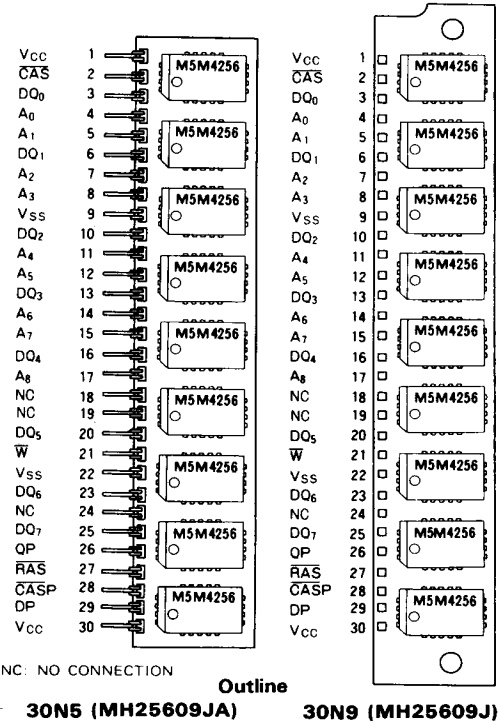 VCC 1
CAS 2
DQ0 3
A0 4
A1 5
DQ1 6
A2 7
A3 8
VSS 9
DQ2 10
A4 11
A5 12
DQ3 13
A6 14
A7 15
DQ4 16
A8 17
NC 18
NC 19
DQ5 20
W 21
VSS 22
DQ6 23
NC 24
DQ7 25
QP 26
RAS 27
CASP 28
DP 29
VCC 30
M5M4256
M5M4256
M5M4256
M5M4256
M5M4256
M5M4256
M5M4256
M5M4256
M5M4256
VCC 1
CAS 2
DQ0 3
A0 4
A1 5
DQ1 6
A2 7
A3 8
VSS 9
DQ2 10
A4 11
A5 12
DQ3 13
A6 14
A7 15
DQ4 16
A8 17
NC 18
NC 19
DQ5 20
W 21
VSS 22
DQ6 23
NC 24
DQ7 25
QP 26
RAS 27
CASP 28
DP 29
VCC 30
M5M4256
M5M4256
M5M4256
M5M4256
M5M4256
M5M4256
M5M4256
M5M4256
M5M4256
NC: NO CONNECTION
Outline
30N5 (MH25609JA) 30N9 (MH25609J)